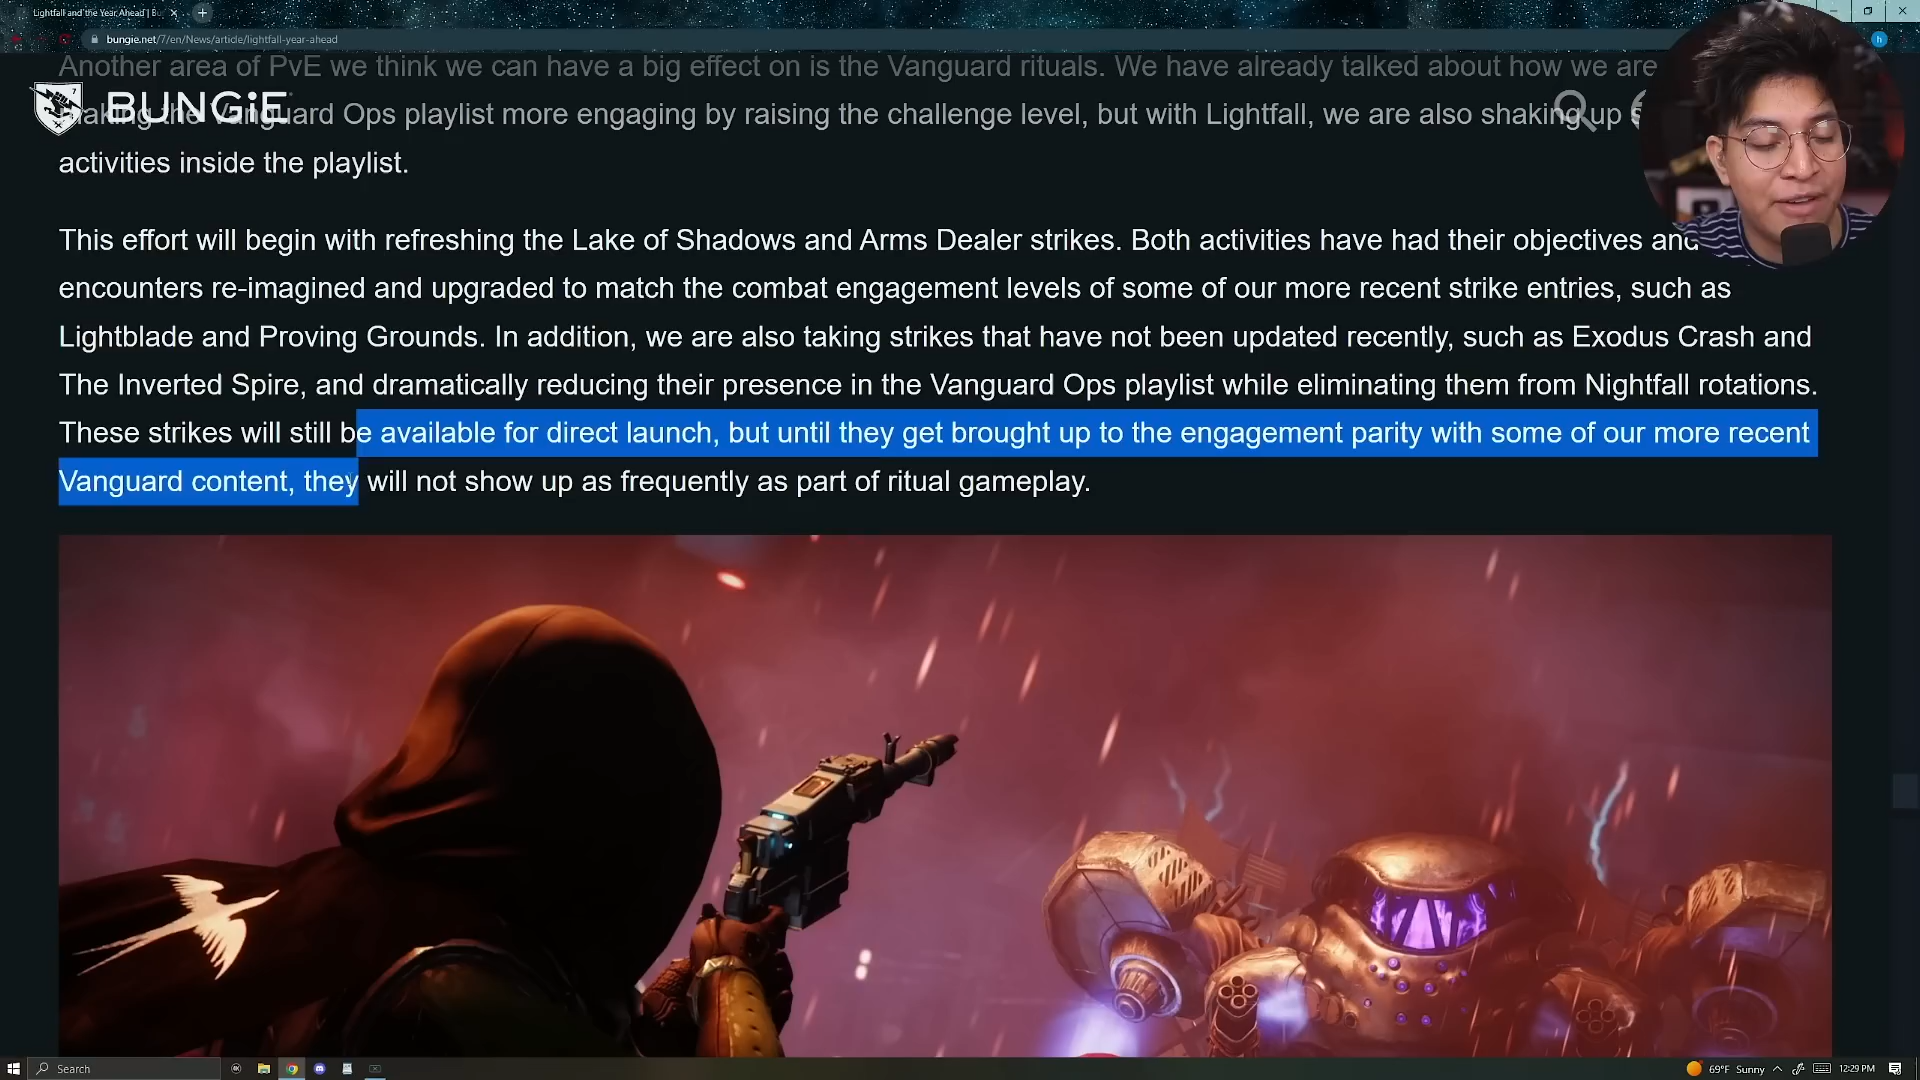 Lightfall and the Year Ahead | Bu
bungie.net/7/en/News/article/lightfall-year-ahead
h
Another area of PvE we think we can have a big effect on is the Vanguard rituals. We have already talked about how we are
BUNGiE
making the Vanguard Ops playlist more engaging by raising the challenge level, but with Lightfall, we are also shaking up
activities inside the playlist.
This effort will begin with refreshing the Lake of Shadows and Arms Dealer strikes. Both activities have had their objectives and
encounters re-imagined and upgraded to match the combat engagement levels of some of our more recent strike entries, such as
Lightblade and Proving Grounds. In addition, we are also taking strikes that have not been updated recently, such as Exodus Crash and
The Inverted Spire, and dramatically reducing their presence in the Vanguard Ops playlist while eliminating them from Nightfall rotations.
These strikes will still be available for direct launch, but until they get brought up to the engagement parity with some of our more recent
Vanguard content, they will not show up as frequently as part of ritual gameplay.
Search
69°F Sunny
12:29 PM